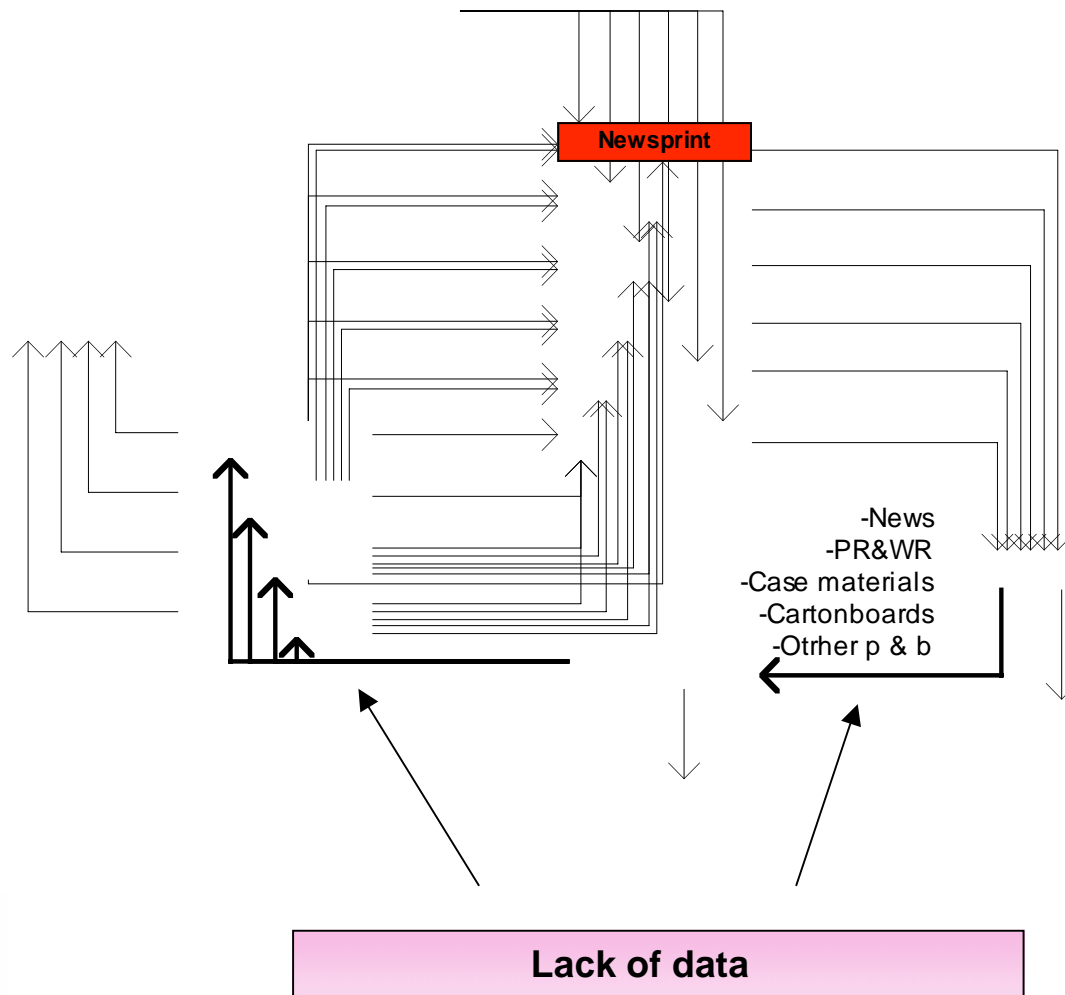 Newsprint
-News
-PR&WR
-Case materials
-Cartonboards
-Otrher p & b
Lack of data